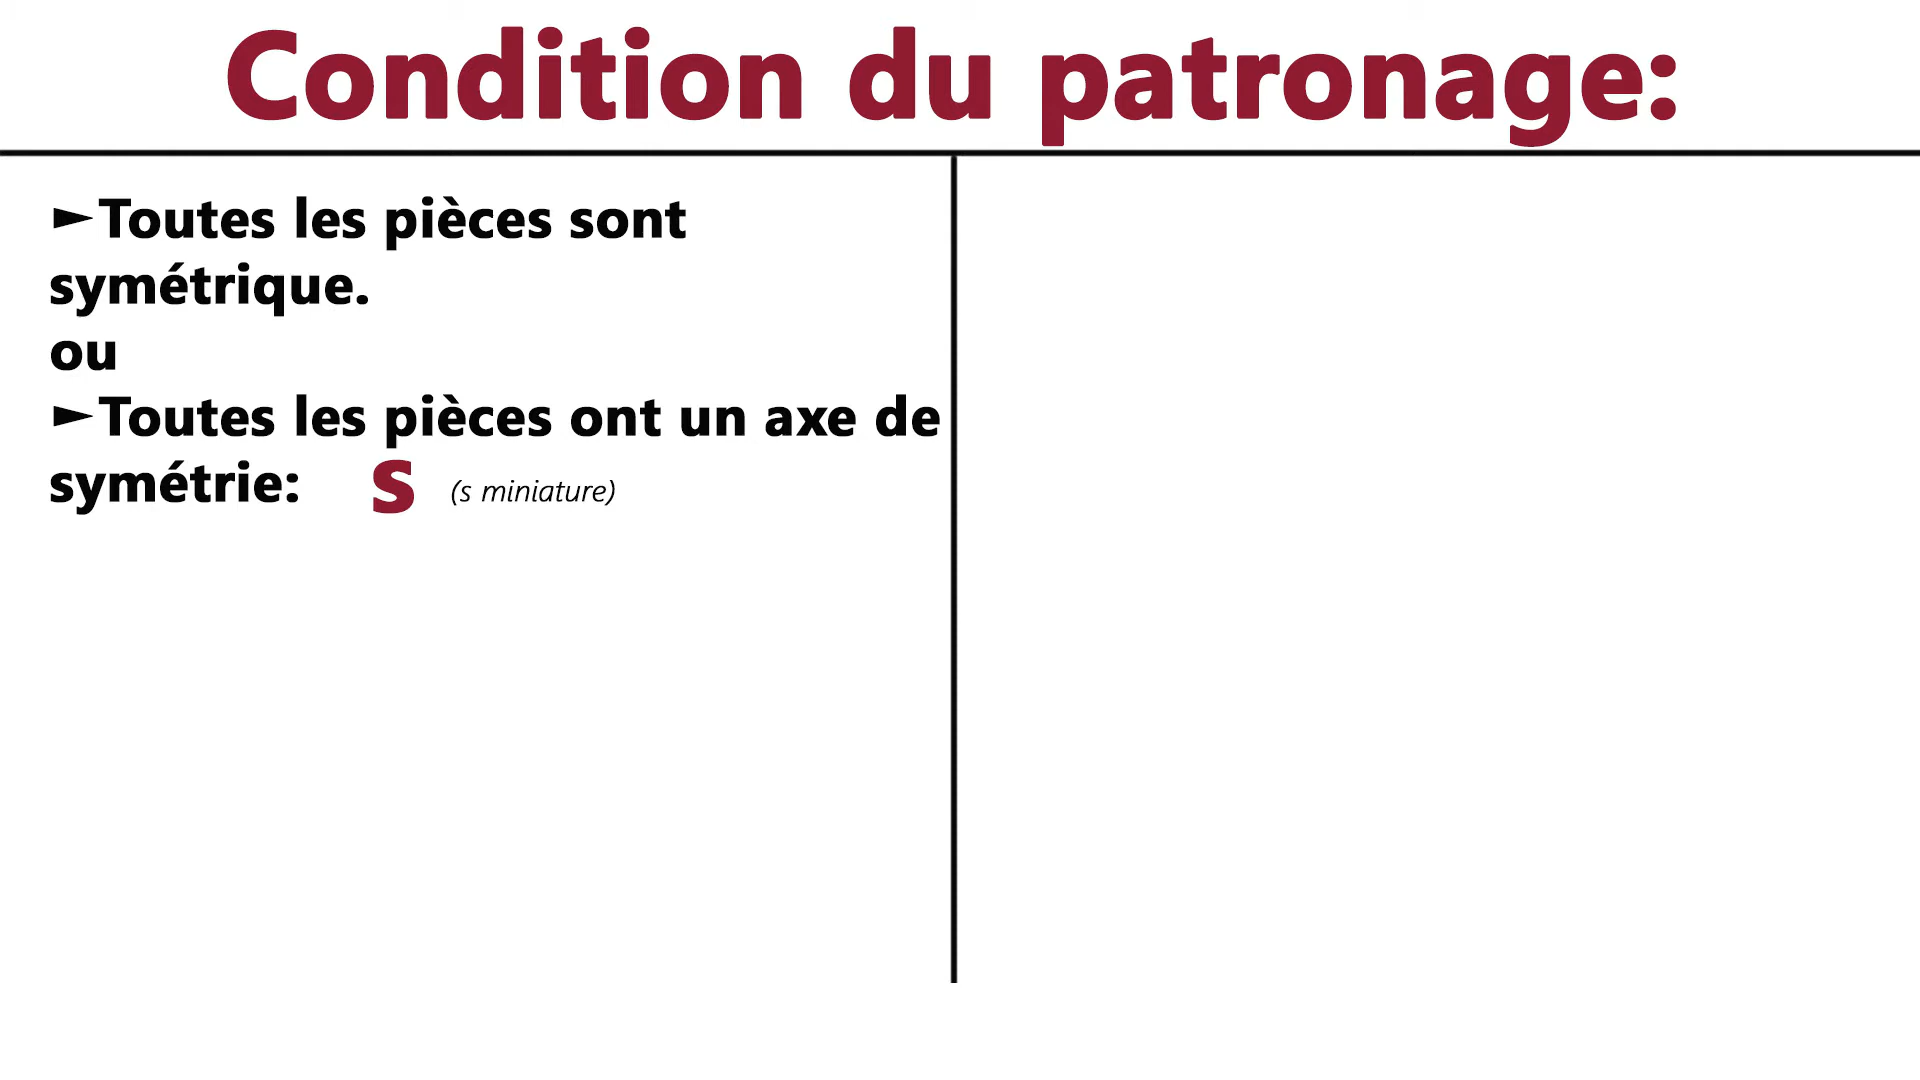 Condition du patronage:
►Toutes les pièces sont
symétrique.
ou
►Toutes les pièces ont un axe de
symétrie: s (s miniature)